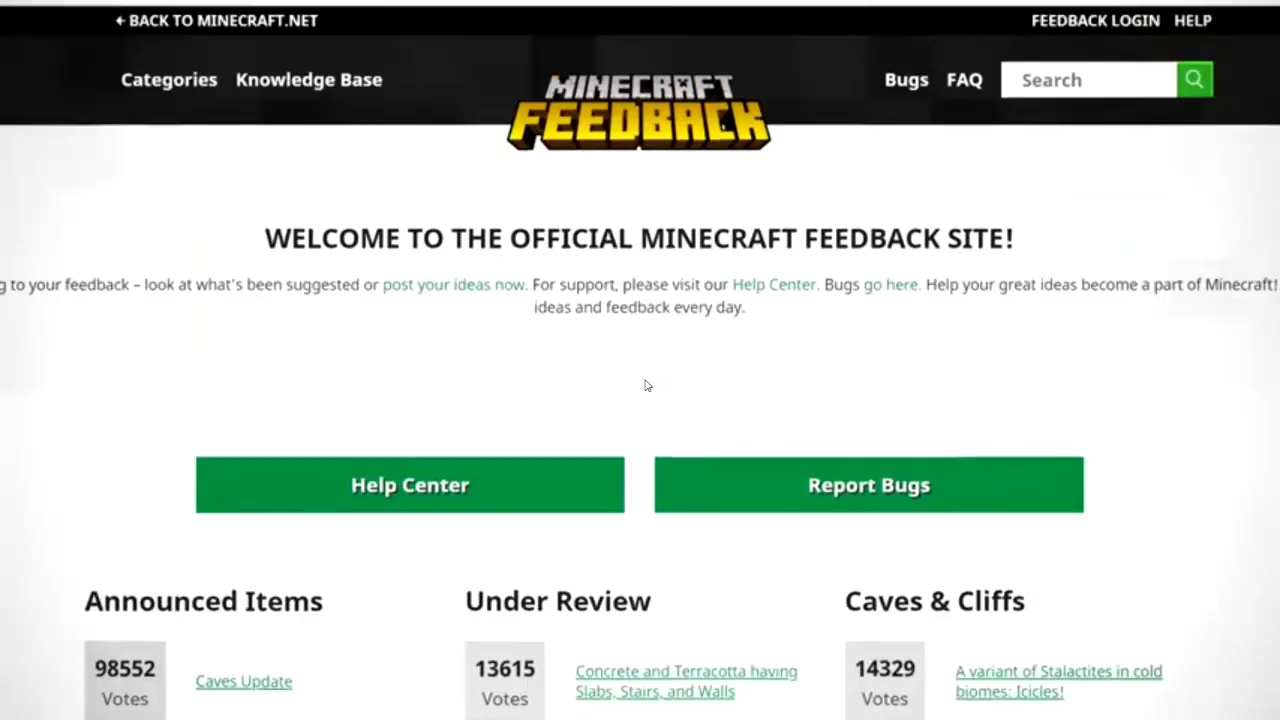 ← BACK TO MINECRAFT.NET
FEEDBACK LOGIN HELP
Categories Knowledge Base
MINECRAFT
FEEDBACK
Bugs FAQ Search
WELCOME TO THE OFFICIAL MINECRAFT FEEDBACK SITE!
g to your feedback – look at what's been suggested or post your ideas now. For support, please visit our Help Center. Bugs go here. Help your great ideas become a part of Minecraft!
ideas and feedback every day.
Help Center
Report Bugs
Announced Items
98552
Votes
Caves Update
Under Review
13615
Votes
Concrete and Terracotta having
Slabs, Stairs, and Walls
Caves & Cliffs
14329
Votes
A variant of Stalactites in cold
biomes: Icicles!